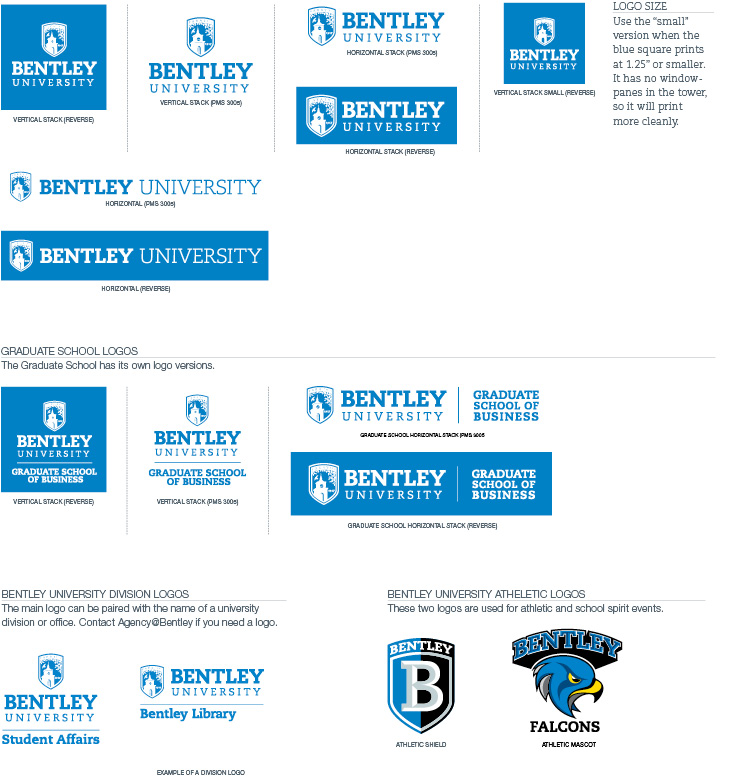 BENTLEY
UNIVERSITY
VERTICAL STACK (REVERSE)
BENTLEY
UNIVERSITY
VERTICAL STACK (PMS 3005)
BENTLEY
UNIVERSITY
HORIZONTAL STACK (PMS 3005)
BENTLEY
UNIVERSITY
HORIZONTAL STACK (REVERSE)
BENTLEY
UNIVERSITY
VERTICAL STACK SMALL (REVERSE)
LOGO SIZE
Use the “small”
version when the
blue square prints
at 1.25” or smaller.
It has no window-
panes in the tower,
so it will print
more cleanly.
BENTLEY UNIVERSITY
HORIZONTAL (PMS 3005)
BENTLEY UNIVERSITY
HORIZONTAL (REVERSE)
GRADUATE SCHOOL LOGOS
The Graduate School has its own logo versions.
BENTLEY
UNIVERSITY
GRADUATE SCHOOL
OF BUSINESS
VERTICAL STACK (REVERSE)
BENTLEY
UNIVERSITY
GRADUATE SCHOOL
OF BUSINESS
VERTICAL STACK (PMS 3005)
BENTLEY
UNIVERSITY
GRADUATE
SCHOOL OF
BUSINESS
GRADUATE SCHOOL HORIZONTAL STACK (PMS 3005
BENTLEY
UNIVERSITY
GRADUATE
SCHOOL OF
BUSINESS
GRADUATE SCHOOL HORIZONTAL STACK (REVERSE)
BENTLEY UNIVERSITY DIVISION LOGOS
The main logo can be paired with the name of a university
division or office. Contact Agency@Bentley if you need a logo.
BENTLEY
UNIVERSITY
Student Affairs
BENTLEY
UNIVERSITY
Bentley Library
EXAMPLE OF A DIVISION LOGO
BENTLEY UNIVERSITY ATHELETIC LOGOS
These two logos are used for athletic and school spirit events.
BENTLEY
B
ATHLETIC SHIELD
BENTLEY
FALCONS
ATHLETIC MASCOT